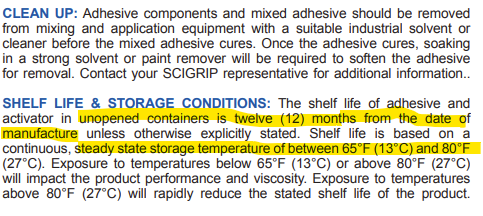 CLEAN UP: Adhesive components and mixed adhesive should be removed
from mixing and application equipment with a suitable industrial solvent or
cleaner before the mixed adhesive cures. Once the adhesive cures, soaking
in a strong solvent or paint remover will be required to soften the adhesive
for removal. Contact your SCIGRIP representative for additional information..
SHELF LIFE & STORAGE CONDITIONS: The shelf life of adhesive and
activator in unopened containers is twelve (12) months from the date of
manufacture unless otherwise explicitly stated. Shelf life is based on a
continuous, steady state storage temperature of between 65°F (13°C) and 80°F
(27°C). Exposure to temperatures below 65°F (13°C) or above 80°F (27°C)
will impact the product performance and viscosity. Exposure to temperatures
above 80°F (27°C) will rapidly reduce the stated shelf life of the product.